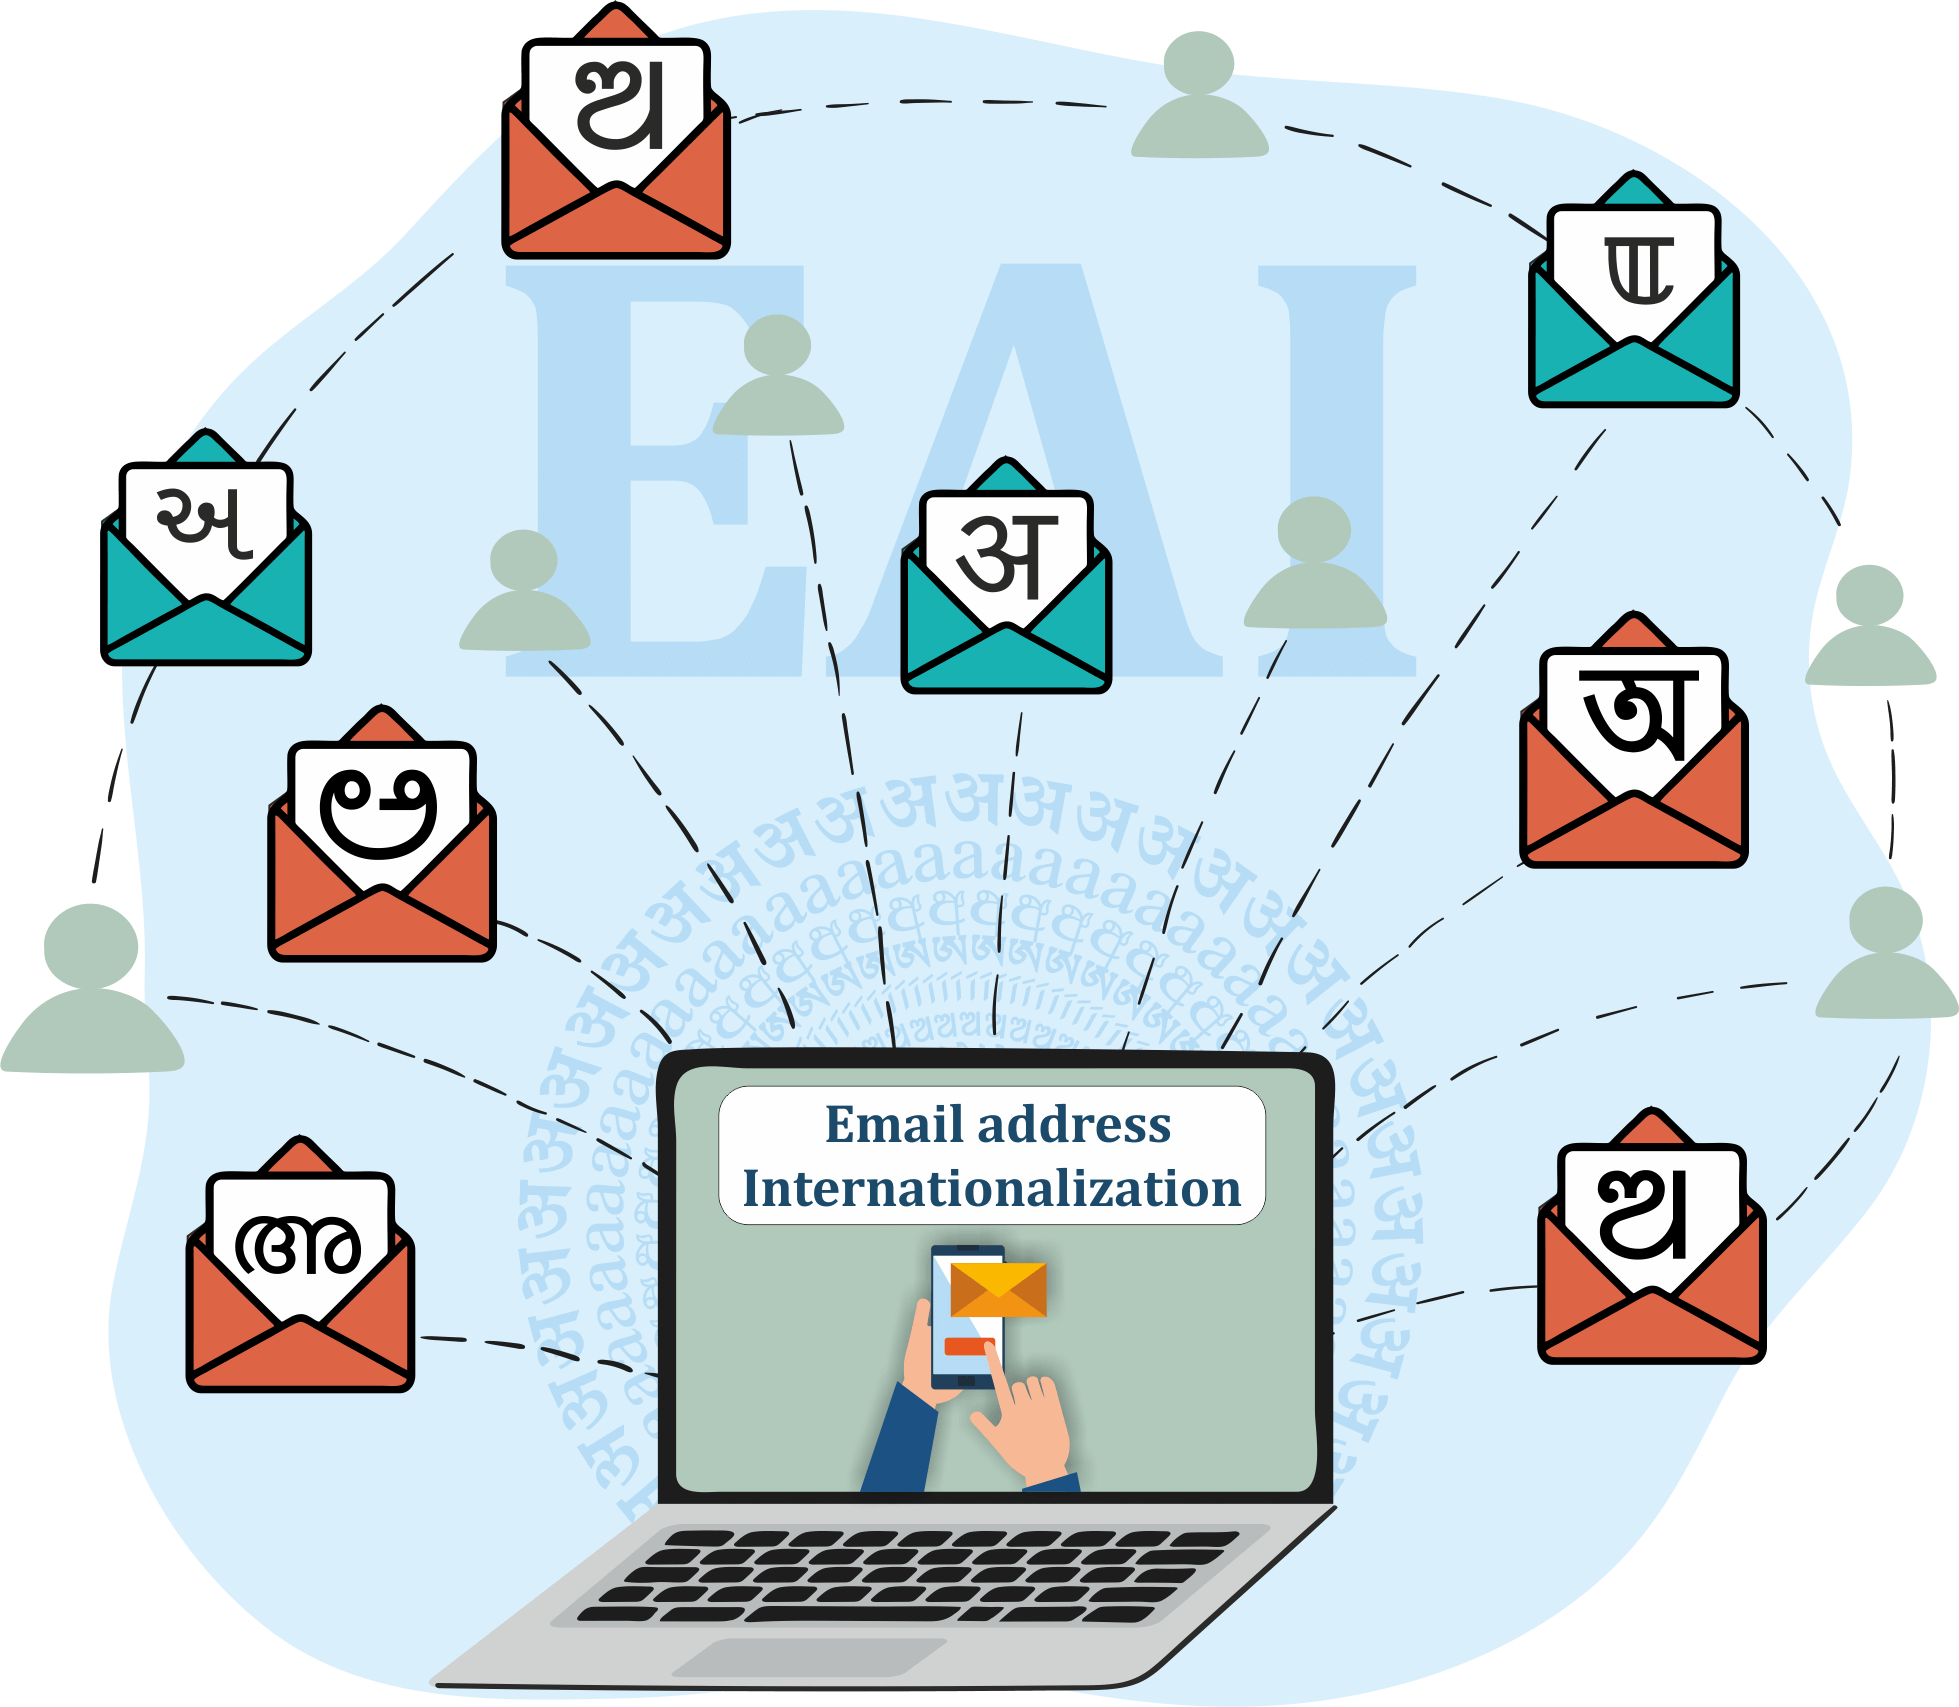 ଅ
ꯑ
EAI
અ
अ
অ
అ
Email address
Internationalization
അ
ଅ